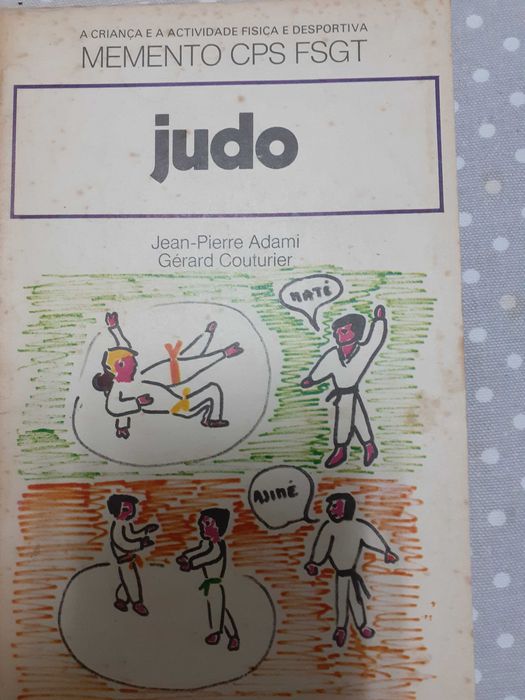 A CRIANÇA E A ACTIVIDADE FISICA E DESPORTIVA
MEMENTO CPS FSGT
judo
Jean-Pierre Adami
Gérard Couturier
MATÉ
AJIMÉ